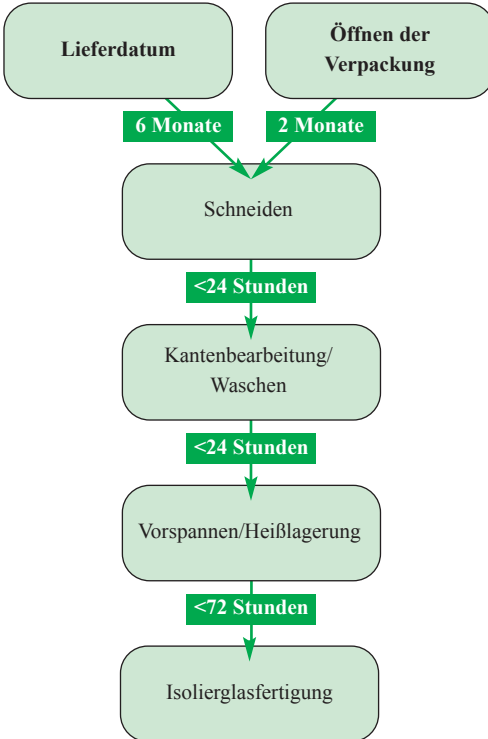 Lieferdatum
Öffnen der
Verpackung
6 Monate
2 Monate
Schneiden
<24 Stunden
Kantenbearbeitung/
Waschen
<24 Stunden
Vorspannen/Heißlagerung
<72 Stunden
Isolierglasfertigung